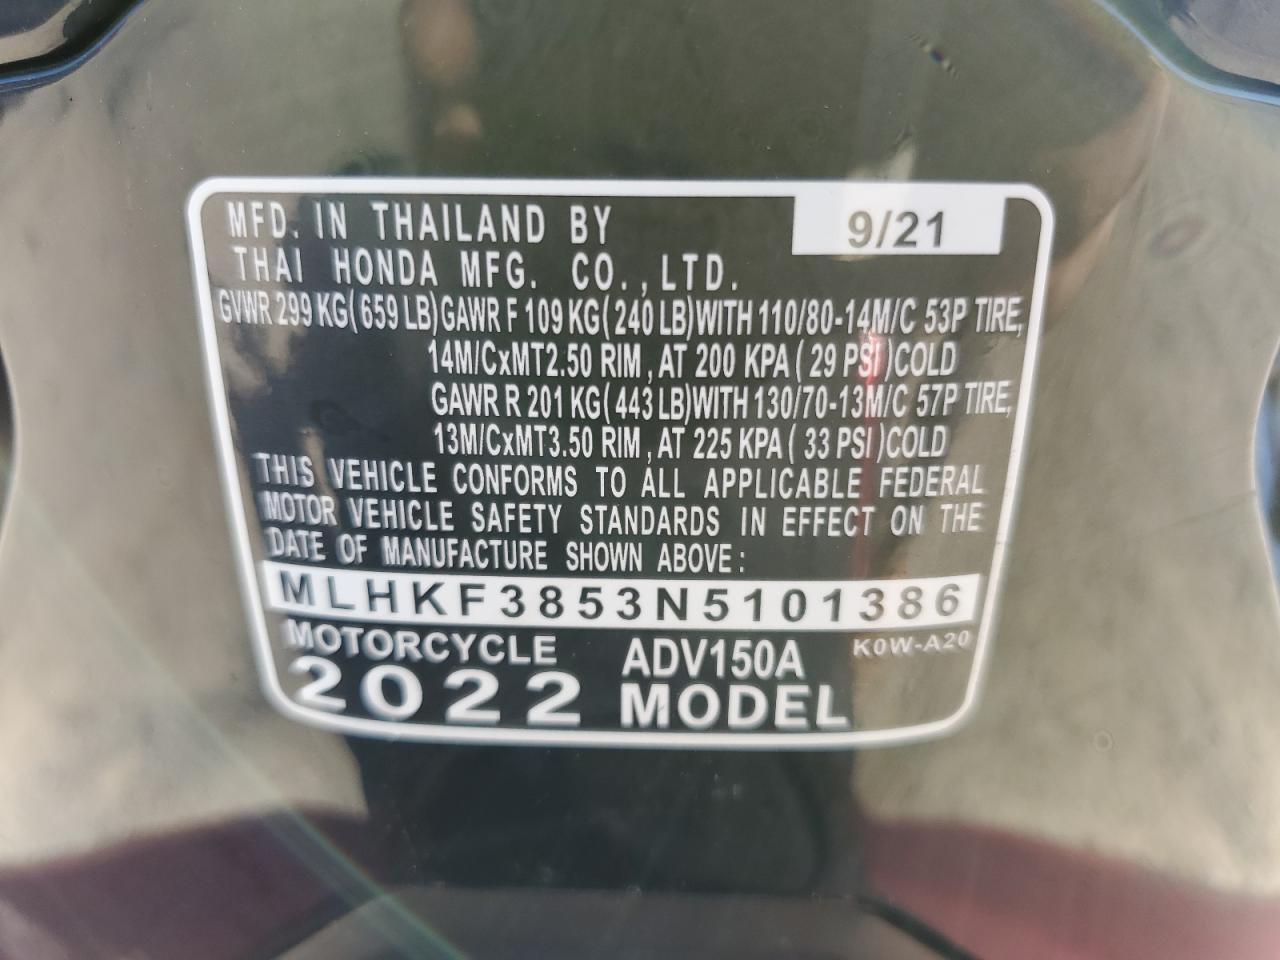 MFD. IN THAILAND BY 9/21
THAI HONDA MFG. CO., LTD.
GVWR 299 KG(659 LB)GAWR F 109 KG(240 LB)WITH 110/80-14M/C 53P TIRE,
14M/CxMT2.50 RIM, AT 200 KPA (29 PSI)COLD
GAWR R 201 KG(443 LB)WITH 130/70-13M/C 57P TIRE,
13M/CxMT3.50 RIM, AT 225 KPA (33 PSI)COLD
THIS VEHICLE CONFORMS TO ALL APPLICABLE FEDERAL
MOTOR VEHICLE SAFETY STANDARDS IN EFFECT ON THE
DATE OF MANUFACTURE SHOWN ABOVE:
MLHKF3853N5101386
MOTORCYCLE ADV150A K0W-A20
2022 MODEL